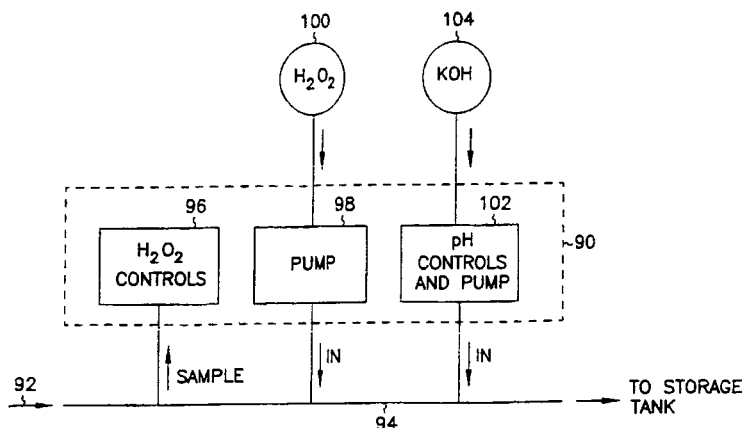 100
104
H2O2
KOH
96
98
102
90
H2O2
CONTROLS
PUMP
pH
CONTROLS
AND PUMP
SAMPLE
IN
IN
92
94
TO STORAGE
TANK